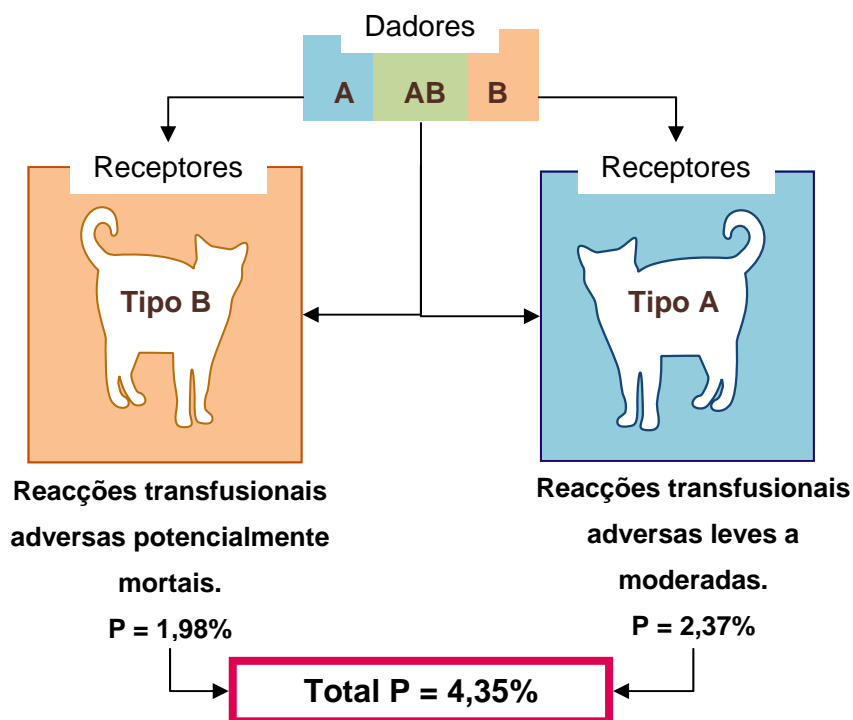 Dadores
A AB B
Receptores
Receptores
Tipo B
Tipo A
Reacções transfusionais
adversas potencialmente
mortais.
P = 1,98%
Reacções transfusionais
adversas leves a
moderadas.
P = 2,37%
Total P = 4,35%